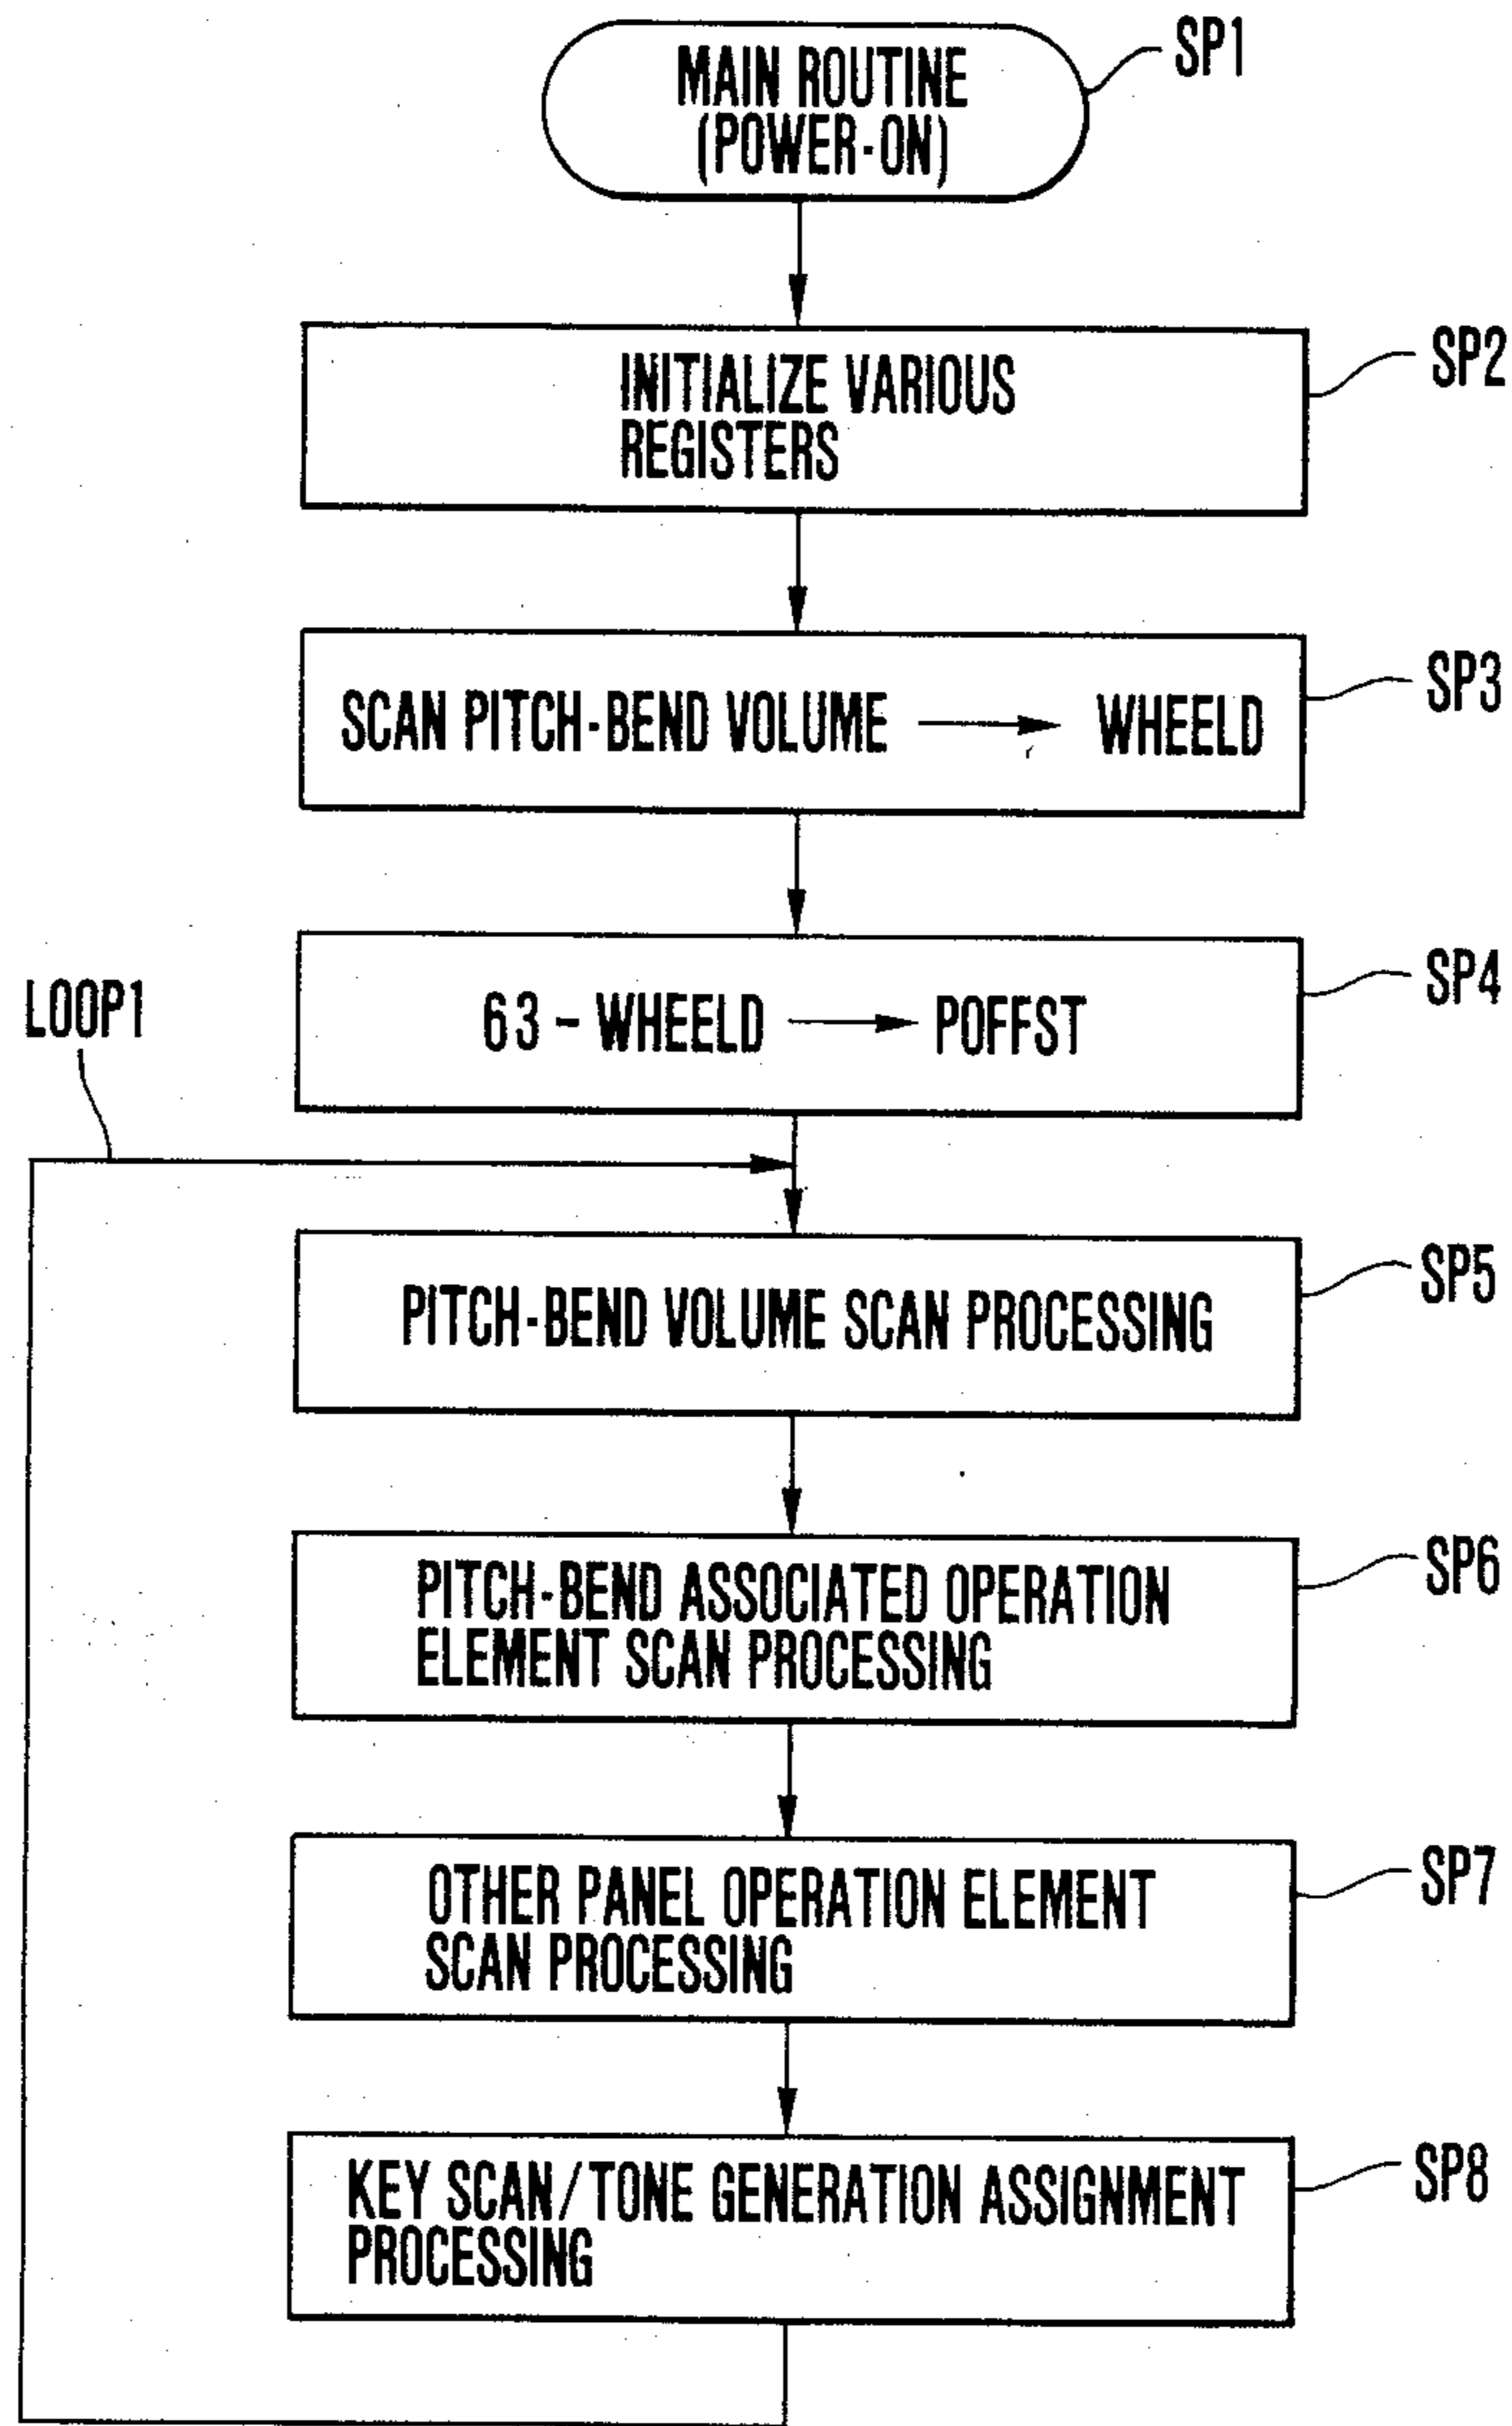 MAIN ROUTINE
(POWER-ON)
SP1
INITIALIZE VARIOUS
REGISTERS
SP2
SCAN PITCH-BEND VOLUME → WHEELD
SP3
63 - WHEELD → POFFST
SP4
LOOP1
PITCH-BEND VOLUME SCAN PROCESSING
SP5
PITCH-BEND ASSOCIATED OPERATION
ELEMENT SCAN PROCESSING
SP6
OTHER PANEL OPERATION ELEMENT
SCAN PROCESSING
SP7
KEY SCAN/TONE GENERATION ASSIGNMENT
PROCESSING
SP8